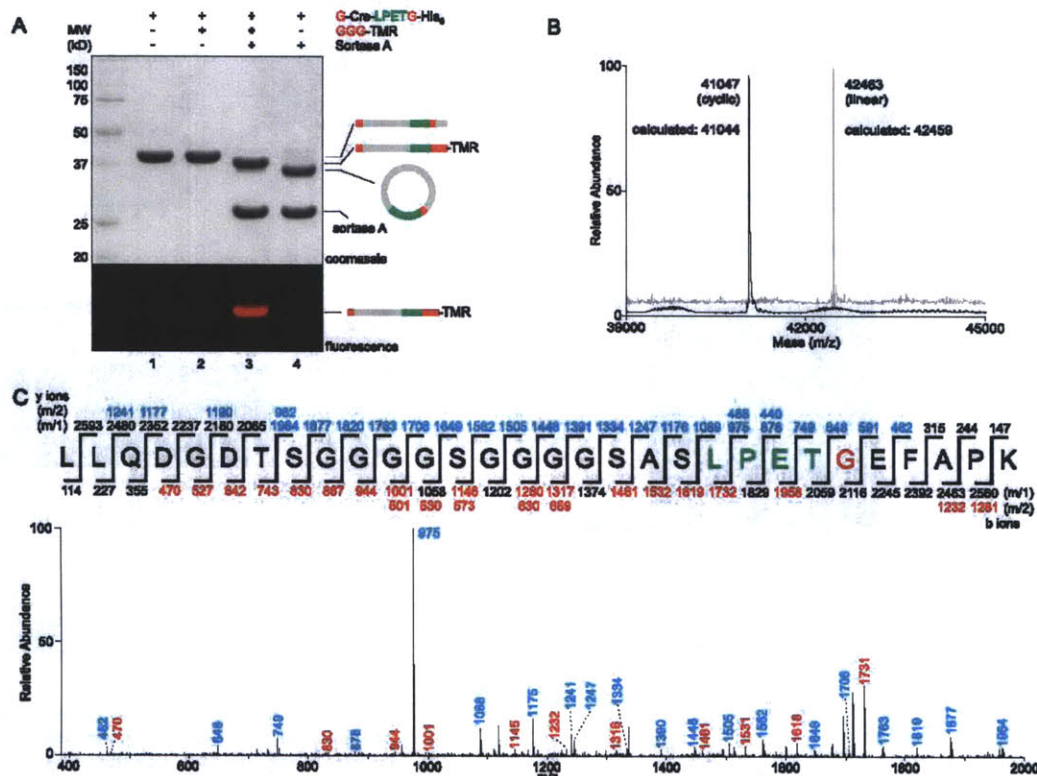 A
MW
(kD)
+ + + +
- + + -
- - + +
G-Cre-LPETG-His6
GGG-TMR
Sortase A
150
100
75
50
37
25
20
-TMR
sortase A
coomassie
-TMR
fluorescence
1 2 3 4
B
Relative Abundance
100
50
0
41047
(cyclic)
calculated: 41044
42463
(linear)
calculated: 42459
39000 42000 45000
Mass (m/z)
C
y ions
(m/2) 1241 1177 1190 982 488 440
(m/1) 2593 2480 2352 2237 2180 2065 1964 1877 1820 1763 1706 1649 1562 1505 1448 1391 1334 1247 1176 1089 975 878 749 648 591 462 315 244 147
L L Q D G D T S G G G G S G G G G S A S L P E T G E F A P K
114 227 355 470 527 642 743 830 887 944 1001 1058 1145 1202 1260 1317 1374 1461 1532 1619 1732 1829 1958 2059 2116 2245 2392 2463 2560 (m/1)
501 530 573 630 659 1232 1281 (m/2)
b ions
Relative Abundance
100
50
0
462
470
648
749
830
878
944
975
1001
1088
1145
1175
1232
1241
1247
1316
1334
1390
1448
1461
1505
1531
1562
1618
1649
1706
1731
1763
1819
1877
1964
400 600 800 1000 1200 1400 1600 1800 2000